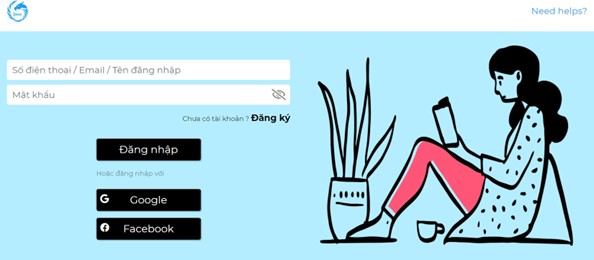 Need helps?
Số điện thoại / Email / Tên đăng nhập
Mật khẩu
Chưa có tài khoản ? Đăng ký
Đăng nhập
Hoặc đăng nhập với
Google
Facebook